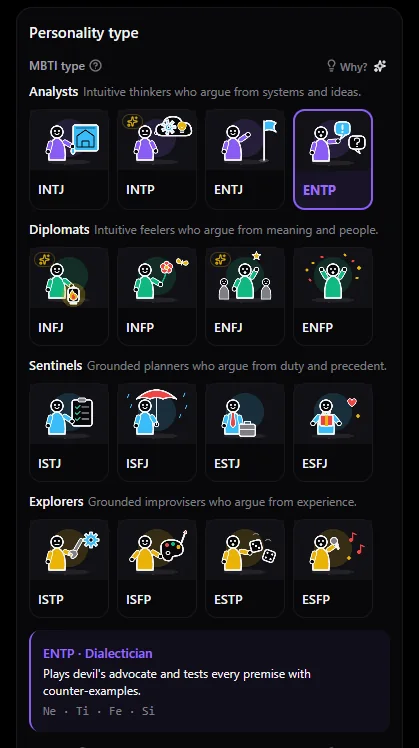 Personality type
MBTI type ?
Why?
Analysts Intuitive thinkers who argue from systems and ideas.
! ?
INTJ INTP ENTJ ENTP
Diplomats Intuitive feelers who argue from meaning and people.
INFJ INFP ENFJ ENFP
Sentinels Grounded planners who argue from duty and precedent.
ISTJ ISFJ ESTJ ESFJ
Explorers Grounded improvisers who argue from experience.
ISTP ISFP ESTP ESFP
ENTP · Dialectician
Plays devil's advocate and tests every premise with
counter-examples.
Ne · Ti · Fe · Si